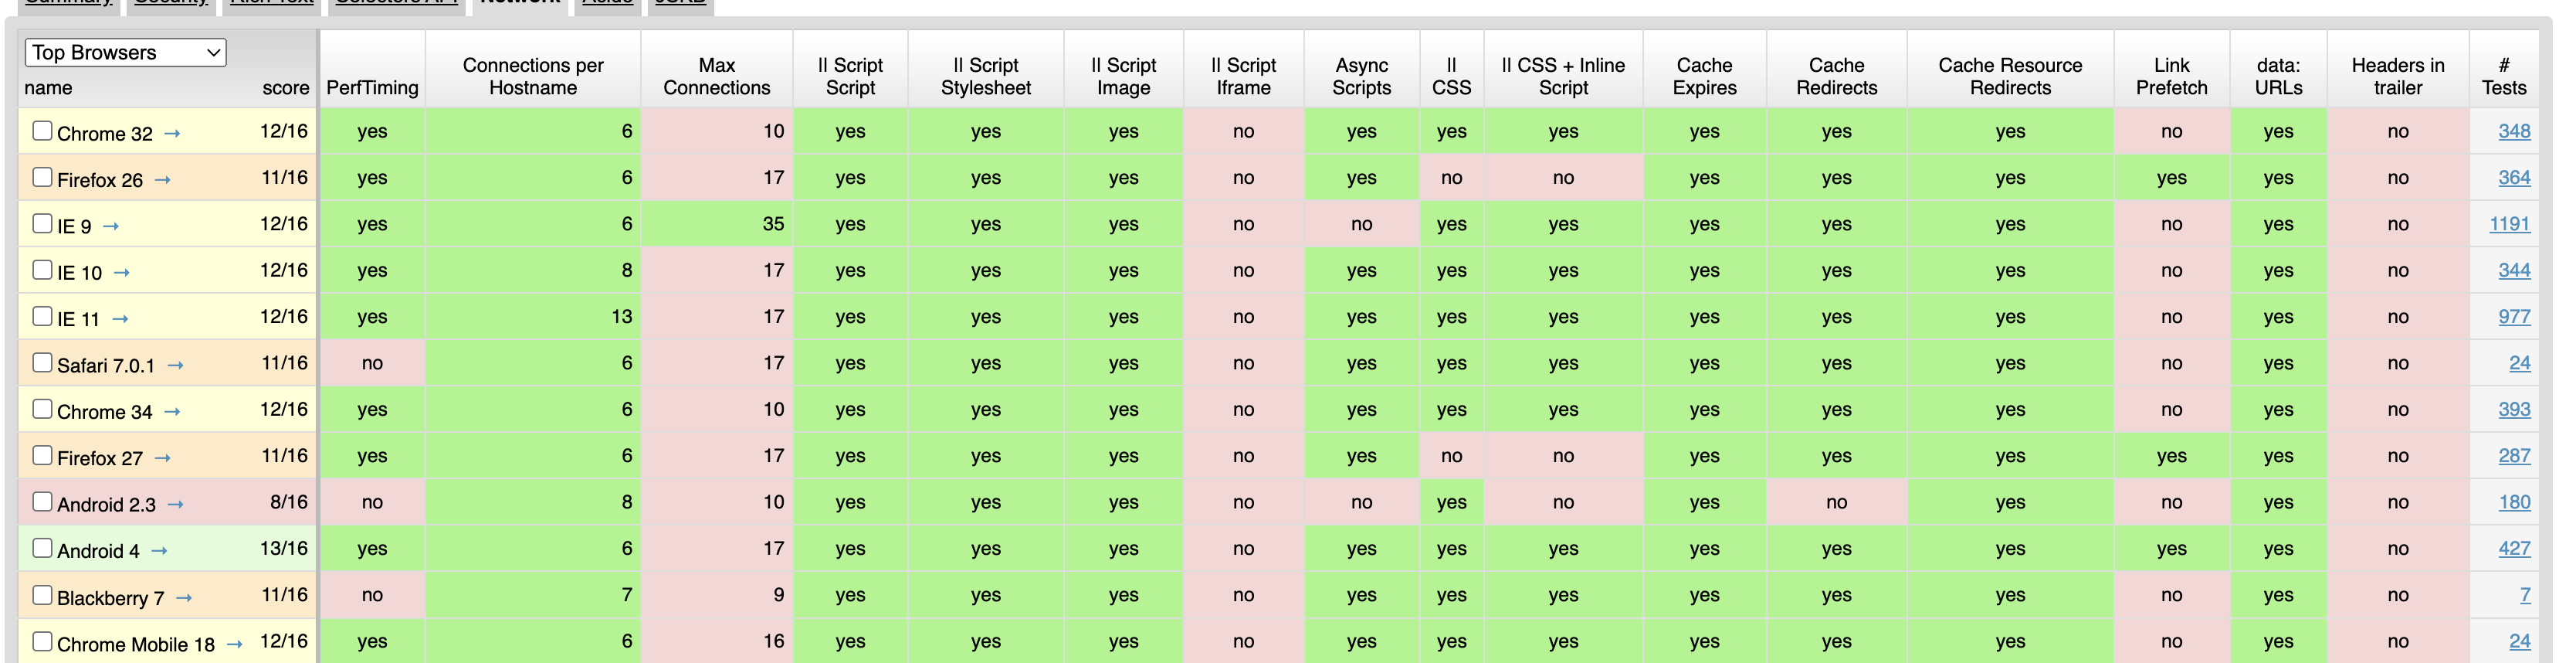 Summary Security Rich Text Selectors API Network Aside JSKB
Top Browsers
name score PerfTiming Connections per Hostname Max Connections || Script Script || Script Stylesheet || Script Image || Script Iframe Async Scripts || CSS || CSS + Inline Script Cache Expires Cache Redirects Cache Resource Redirects Link Prefetch data: URLs Headers in trailer # Tests
Chrome 32 → 12/16 yes 6 10 yes yes yes no yes yes yes yes yes yes no yes no 348
Firefox 26 → 11/16 yes 6 17 yes yes yes no yes no no yes yes yes yes yes no 364
IE 9 → 12/16 yes 6 35 yes yes yes no no yes yes yes yes yes no yes no 1191
IE 10 → 12/16 yes 8 17 yes yes yes no yes yes yes yes yes yes no yes no 344
IE 11 → 12/16 yes 13 17 yes yes yes no yes yes yes yes yes yes no yes no 977
Safari 7.0.1 → 11/16 no 6 17 yes yes yes no yes yes yes yes yes yes no yes no 24
Chrome 34 → 12/16 yes 6 10 yes yes yes no yes yes yes yes yes yes no yes no 393
Firefox 27 → 11/16 yes 6 17 yes yes yes no yes no no yes yes yes yes yes no 287
Android 2.3 → 8/16 no 8 10 yes yes yes no no yes no yes no yes no yes no 180
Android 4 → 13/16 yes 6 17 yes yes yes no yes yes yes yes yes yes yes yes no 427
Blackberry 7 → 11/16 no 7 9 yes yes yes no yes yes yes yes yes yes no yes no 7
Chrome Mobile 18 → 12/16 yes 6 16 yes yes yes no yes yes yes yes yes yes no yes no 24